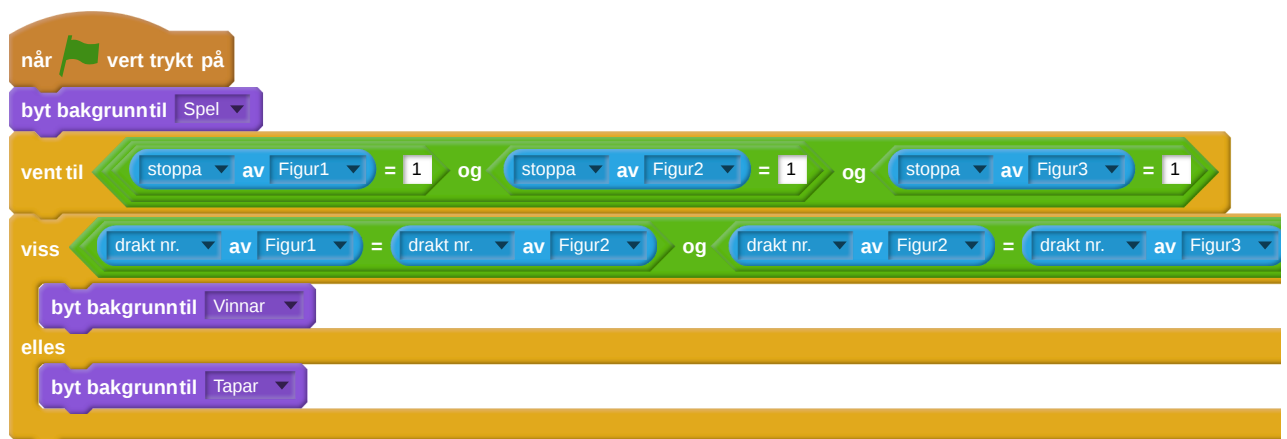 når vert trykt på
byt bakgrunn til Spel
vent til stoppa av Figur1 = 1 og stoppa av Figur2 = 1 og stoppa av Figur3 = 1
viss drakt nr. av Figur1 = drakt nr. av Figur2 og drakt nr. av Figur2 = drakt nr. av Figur3
byt bakgrunn til Vinnar
elles
byt bakgrunn til Tapar